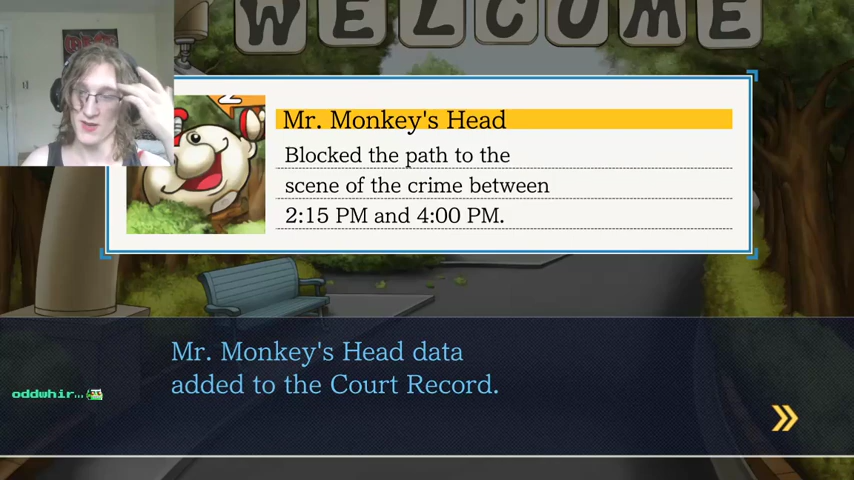 WELCOME
Mr. Monkey's Head
Blocked the path to the
scene of the crime between
2:15 PM and 4:00 PM.
Mr. Monkey's Head data
added to the Court Record.
oddwhir...